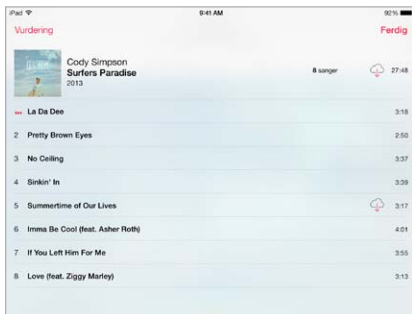 iPad 9:41 AM 92%
Vurdering Ferdig
Cody Simpson
Surfers Paradise
2013
8 sanger 27:48
La Da Dee 3:18
2 Pretty Brown Eyes 2:50
3 No Ceiling 3:37
4 Sinkin' In 3:39
5 Summertime of Our Lives 3:17
6 Imma Be Cool (feat. Asher Roth) 4:01
7 If You Left Him For Me 3:55
8 Love (feat. Ziggy Marley) 3:13